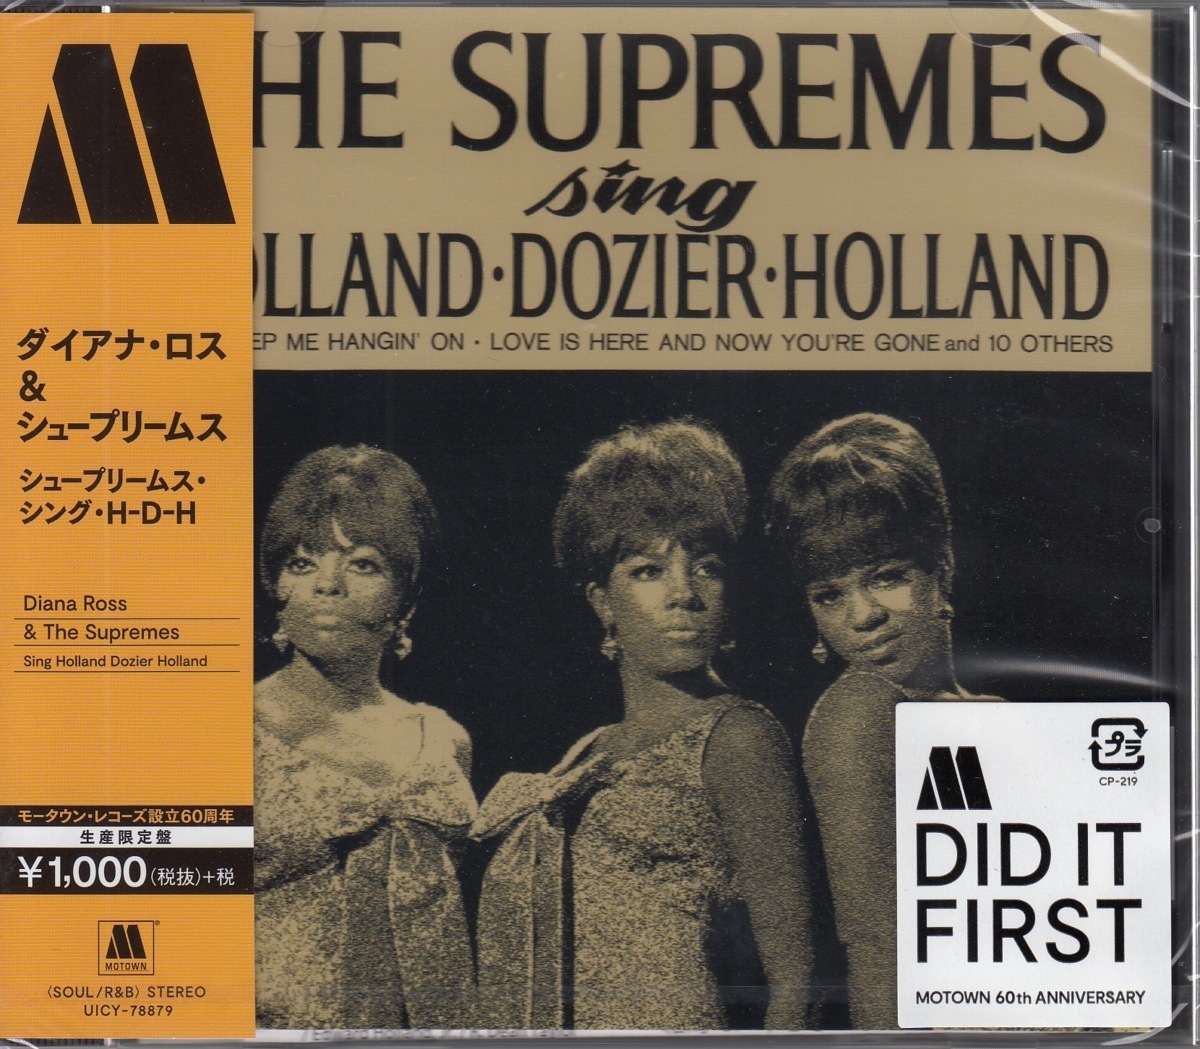 ダイアナ・ロス
&
シュープリームス
シュープリームス・
シング・H-D-H
Diana Ross
& The Supremes
Sing Holland Dozier Holland
モータウン・レコーズ設立60周年
生産限定盤
¥1,000(税抜)+税
MOTOWN
〈SOUL/R&B〉 STEREO
UICY-78879
HE SUPREMES
sing
OLLAND·DOZIER·HOLLAND
EP ME HANGIN' ON · LOVE IS HERE AND NOW YOU'RE GONE and 10 OTHERS
プラ
CP-219
M
DID IT
FIRST
MOTOWN 60th ANNIVERSARY